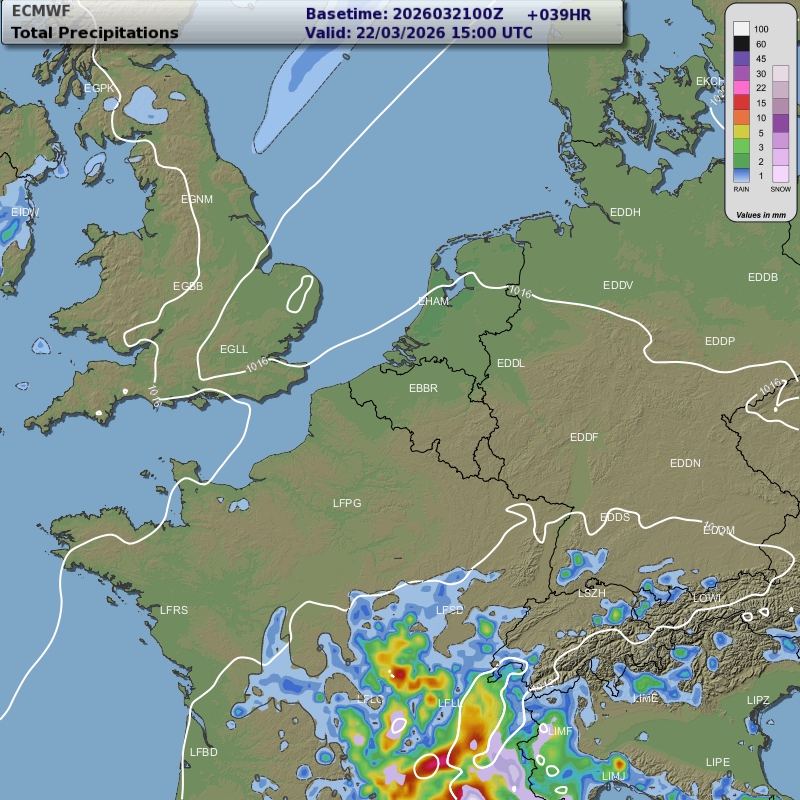 ECMWF
Basetime: 2026032100Z +039HR
Total Precipitations
Valid: 22/03/2026 15:00 UTC
100
60
45
30
22
15
10
5
3
2
1
RAIN SNOW
Values in mm
EGPK
EKCH
EIDW
EGNM
EDDH
EGBB
EDDV
EDDB
EHAM
1016
EGLL
1016
EDDP
EDDL
EBBR
1016
1016
EDDF
EDDN
LFPG
EDDS
EDDM
LSZH
LOWI
LFRS
LFSD
LFLC
LFLL
LIME
LIPZ
LIMF
LFBD
LIPE
LIMJ